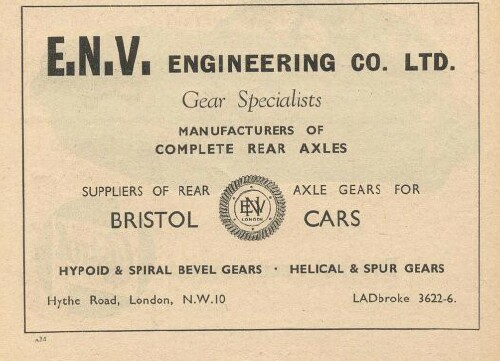 E.N.V. ENGINEERING CO. LTD.
Gear Specialists
MANUFACTURERS OF
COMPLETE REAR AXLES
SUPPLIERS OF REAR AXLE GEARS FOR
BRISTOL CARS
ENV
LONDON
HYPOID & SPIRAL BEVEL GEARS · HELICAL & SPUR GEARS
Hythe Road, London, N.W.10 LADbroke 3622-6.